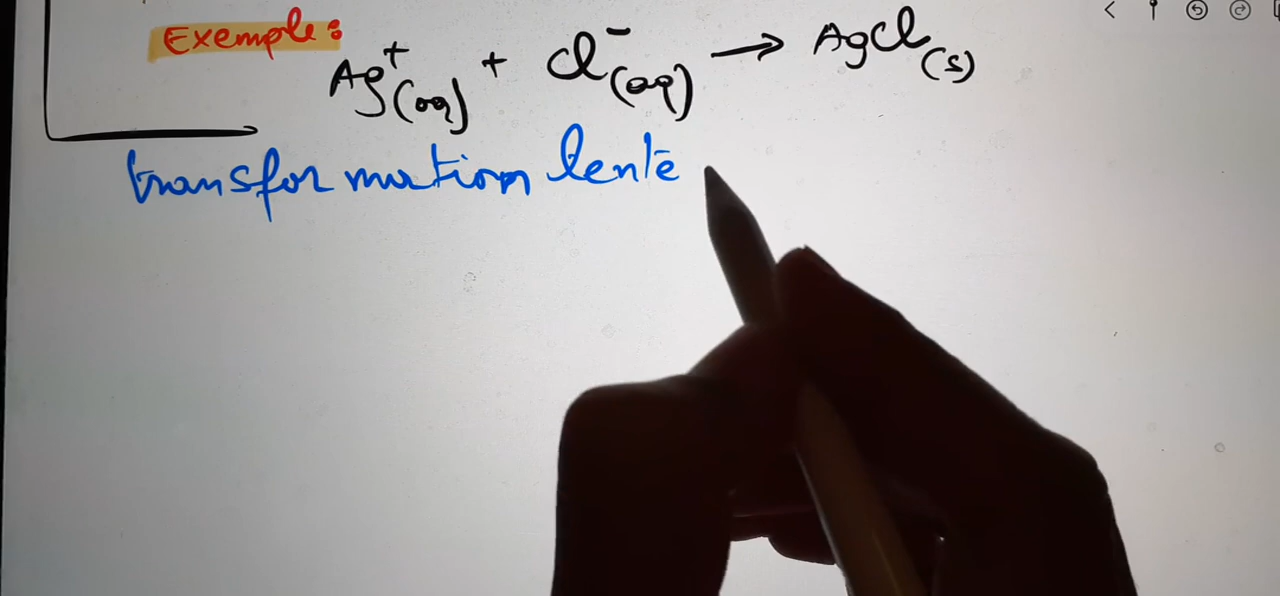 Exemple:
Ag⁺(aq) + Cl⁻(aq) → AgCl(s)
transformation lente